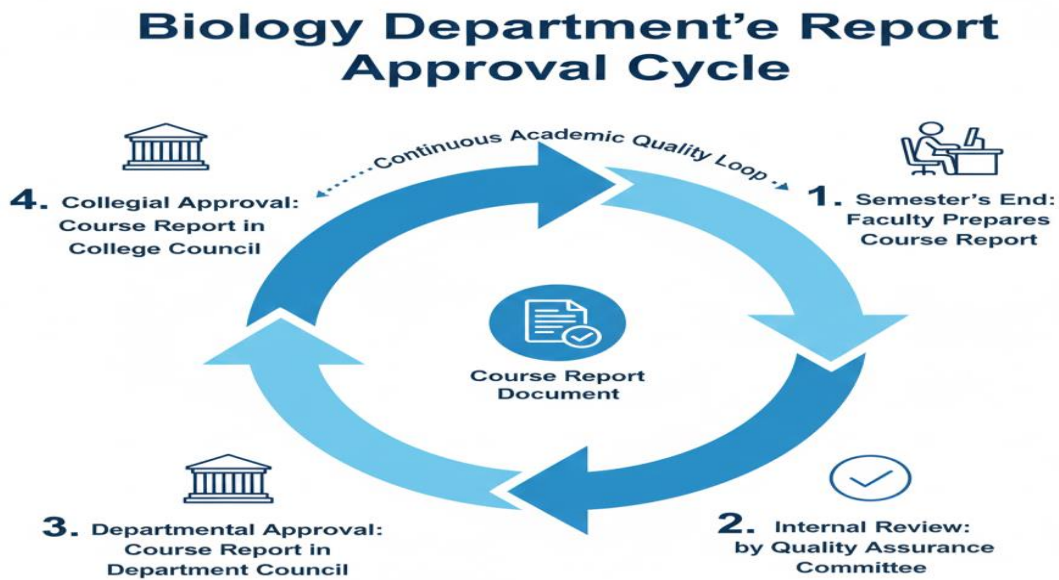 Biology Department'e Report
Approval Cycle
Continuous Academic Quality Loop
1. Semester's End:
Faculty Prepares
Course Report
2. Internal Review:
by Quality Assurance
Committee
3. Departmental Approval:
Course Report in
Department Council
4. Collegial Approval:
Course Report in
College Council
Course Report
Document